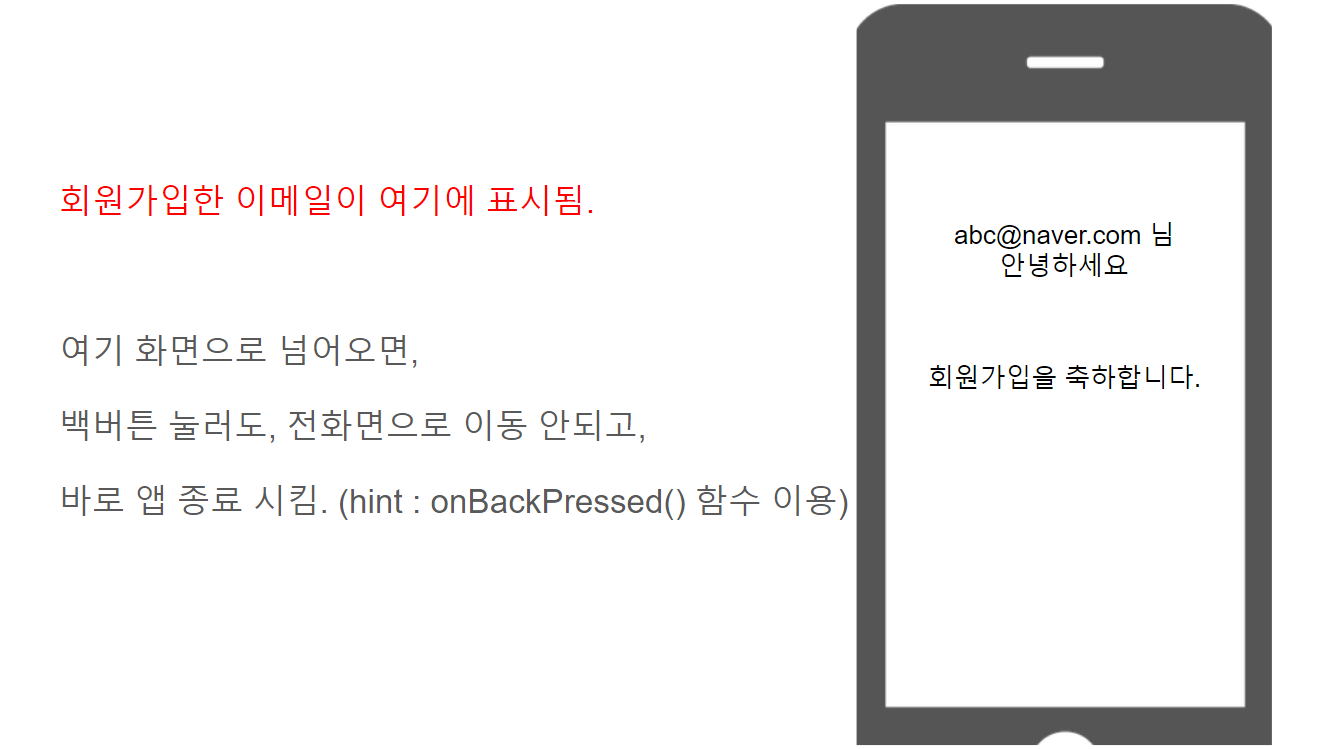 회원가입한 이메일이 여기에 표시됨.
여기 화면으로 넘어오면,
백버튼 눌러도, 전화면으로 이동 안되고,
바로 앱 종료 시킴. (hint : onBackPressed() 함수 이용)
abc@naver.com 님
안녕하세요
회원가입을 축하합니다.